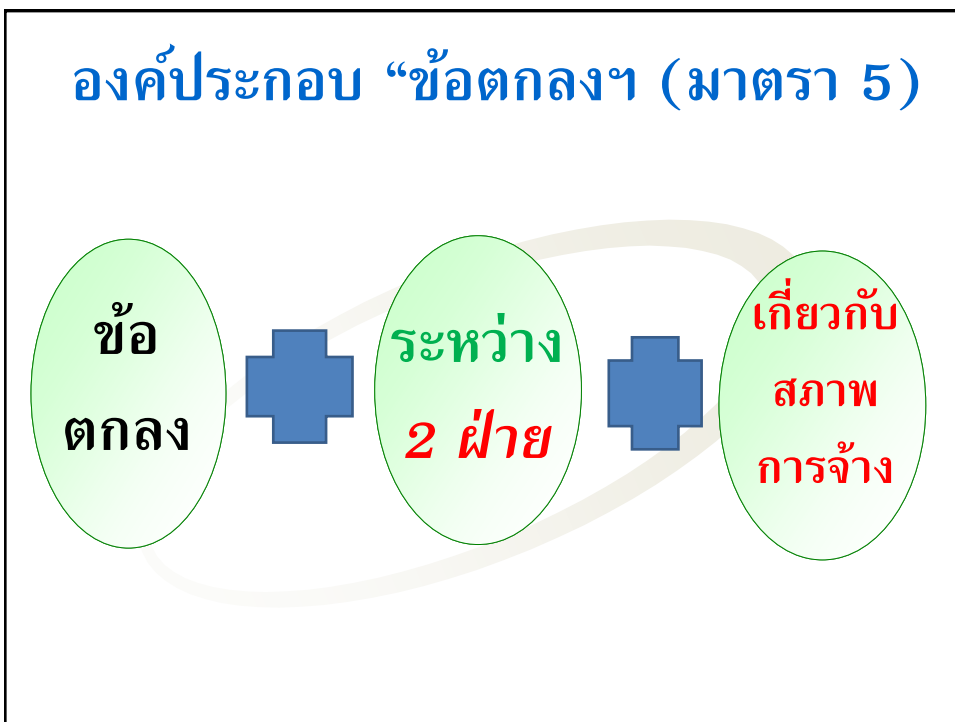 องค์ประกอบ “ข้อตกลงฯ (มาตรา 5)
ข้อ
ตกลง
ระหว่าง
2 ฝ่าย
เกี่ยวกับ
สภาพ
การจ้าง